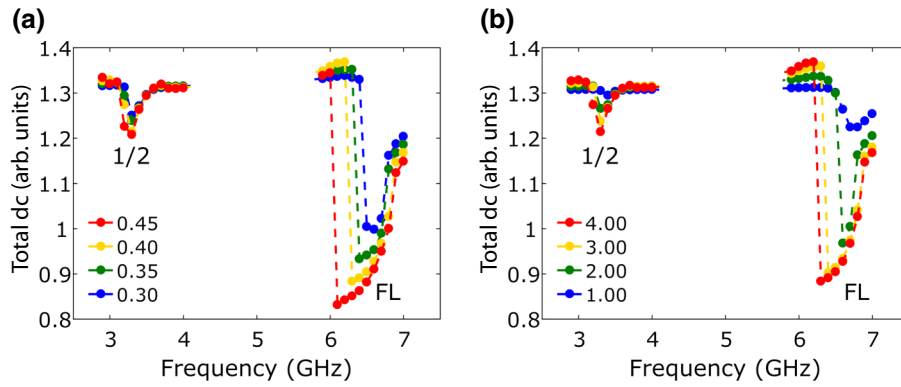 (a)
Total dc (arb. units)
1.4
1.3
1.2
1.1
1
0.9
0.8
1/2
FL
0.45
0.40
0.35
0.30
3 4 5 6 7
Frequency (GHz)
(b)
Total dc (arb. units)
1.4
1.3
1.2
1.1
1
0.9
0.8
1/2
FL
4.00
3.00
2.00
1.00
3 4 5 6 7
Frequency (GHz)